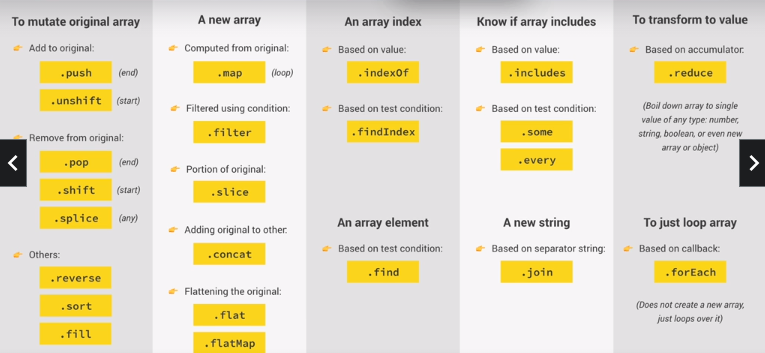 To mutate original array
Add to original:
.push (end)
.unshift (start)
Remove from original:
.pop (end)
.shift (start)
.splice (any)
Others:
.reverse
.sort
.fill
A new array
Computed from original:
.map (loop)
Filtered using condition:
.filter
Portion of original:
.slice
Adding original to other:
.concat
Flattening the original:
.flat
.flatMap
An array index
Based on value:
.indexOf
Based on test condition:
.findIndex
An array element
Based on test condition:
.find
Know if array includes
Based on value:
.includes
Based on test condition:
.some
.every
A new string
Based on separator string:
.join
To transform to value
Based on accumulator:
.reduce
(Boil down array to single
value of any type: number,
string, boolean, or even new
array or object)
To just loop array
Based on callback:
.forEach
(Does not create a new array,
just loops over it)